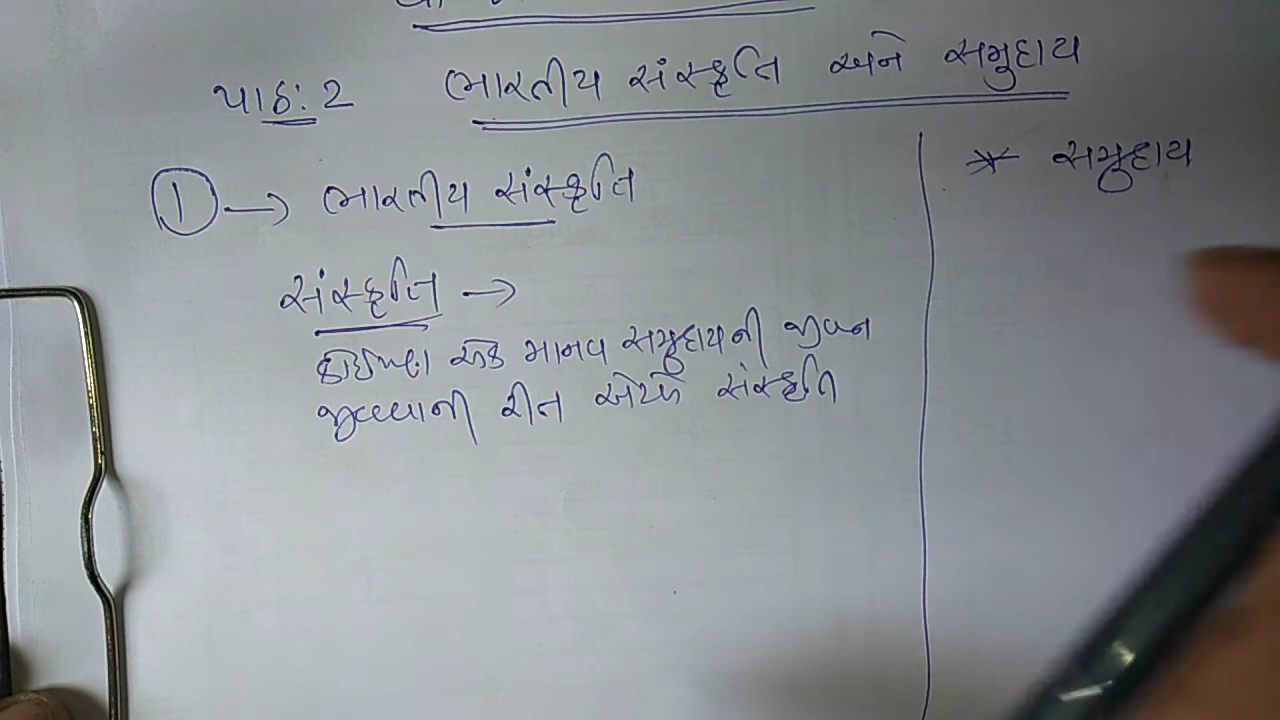 પાઠ: 2 ભારતીય સંસ્કૃતિ અને સમુદાય
① → ભારતીય સંસ્કૃતિ
સંસ્કૃતિ →
કોઈપણ એક માનવ સમુદાયની જીવન
જીવવાની રીત એટલે સંસ્કૃતિ
* સમુદાય